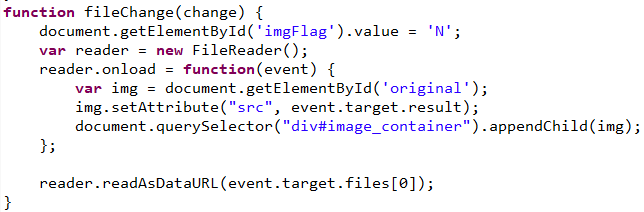 function fileChange(change) {
    document.getElementById('imgFlag').value = 'N';
    var reader = new FileReader();
    reader.onload = function(event) {
        var img = document.getElementById('original');
        img.setAttribute("src", event.target.result);
        document.querySelector("div#image_container").appendChild(img);
    };

    reader.readAsDataURL(event.target.files[0]);
}